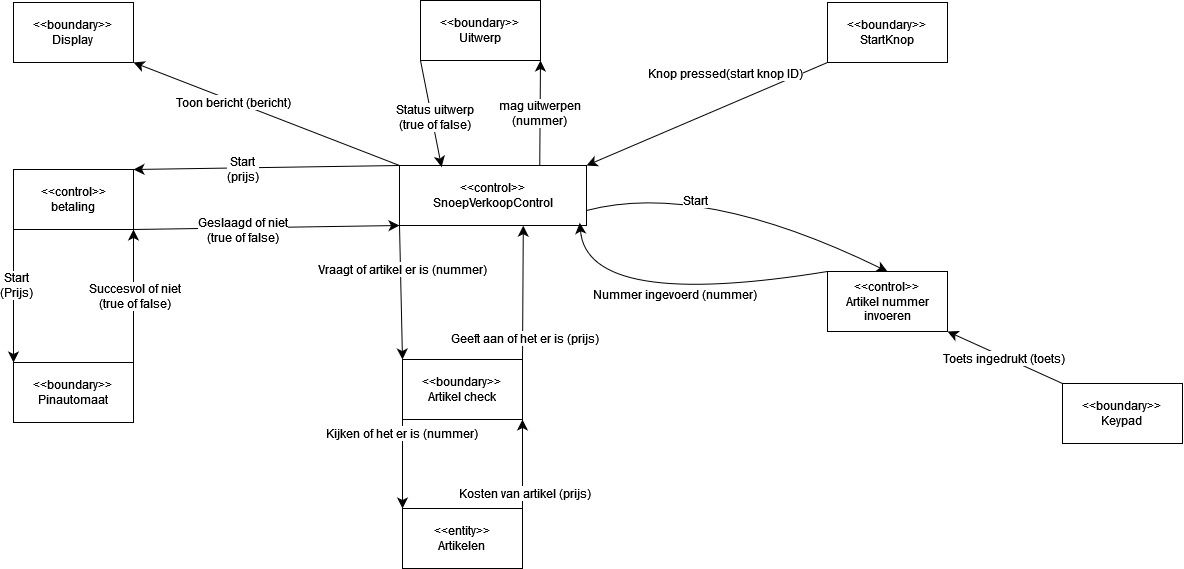 <<boundary>>
Display
<<boundary>>
Uitwerp
<<boundary>>
StartKnop
Knop pressed(start knop ID)
Toon bericht (bericht)
Status uitwerp
(true of false)
mag uitwerpen
(nummer)
Start
(prijs)
<<control>>
betaling
<<control>>
SnoepVerkoopControl
Start
Geslaagd of niet
(true of false)
Vraagt of artikel er is (nummer)
Start
(Prijs)
Succesvol of niet
(true of false)
Nummer ingevoerd (nummer)
<<control>>
Artikel nummer
invoeren
Geeft aan of het er is (prijs)
Toets ingedrukt (toets)
<<boundary>>
Pinautomaat
<<boundary>>
Artikel check
<<boundary>>
Keypad
Kijken of het er is (nummer)
Kosten van artikel (prijs)
<<entity>>
Artikelen